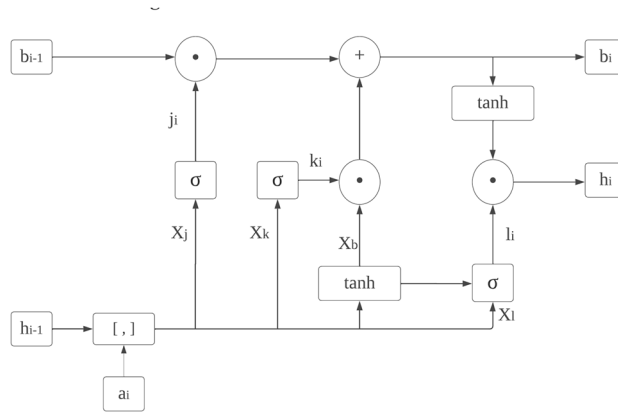 bi-1 • + bi
tanh
ji
σ σ ki • • hi
Xj Xk Xb li
tanh σ
Xl
hi-1 [ , ]
ai